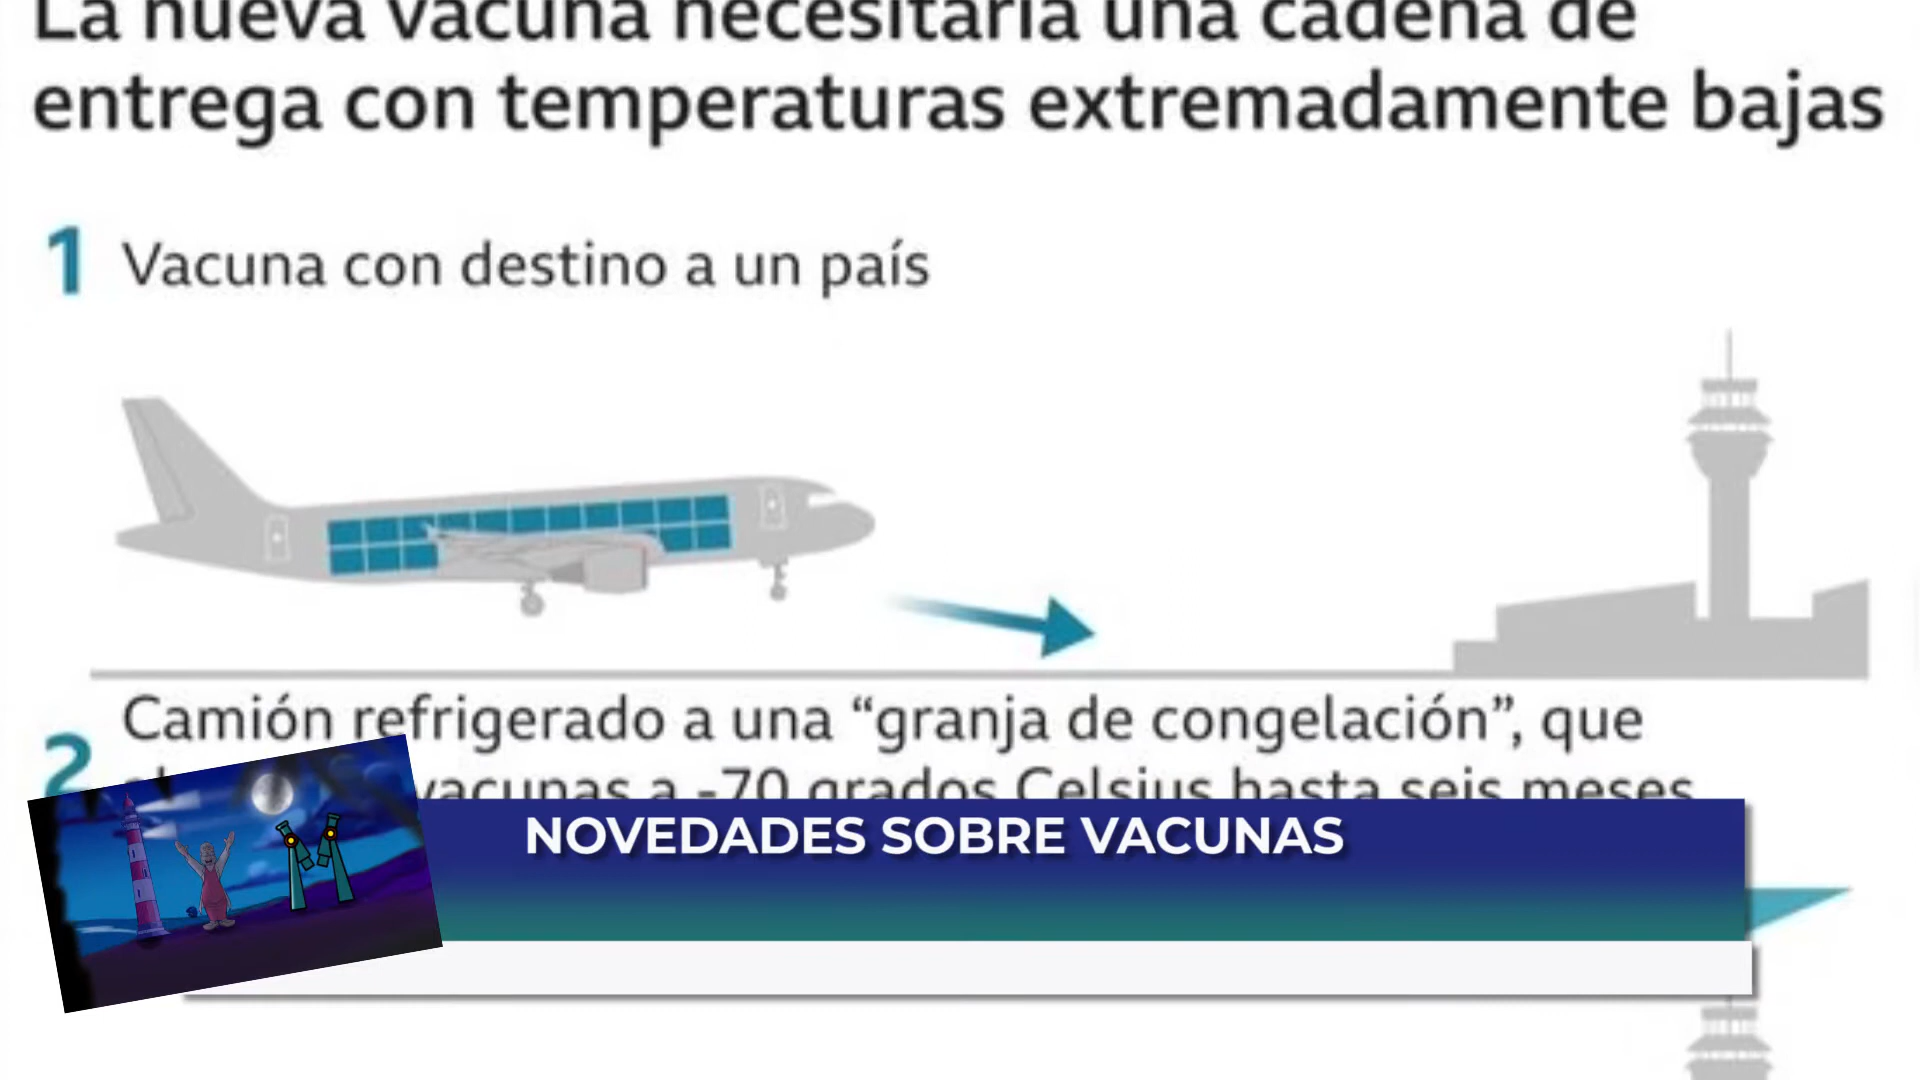 La nueva vacuna necesitaría una cadena de
entrega con temperaturas extremadamente bajas
1 Vacuna con destino a un país
2 Camión refrigerado a una “granja de congelación”, que
vacunas a -70 grados Celsius hasta seis meses
NOVEDADES SOBRE VACUNAS